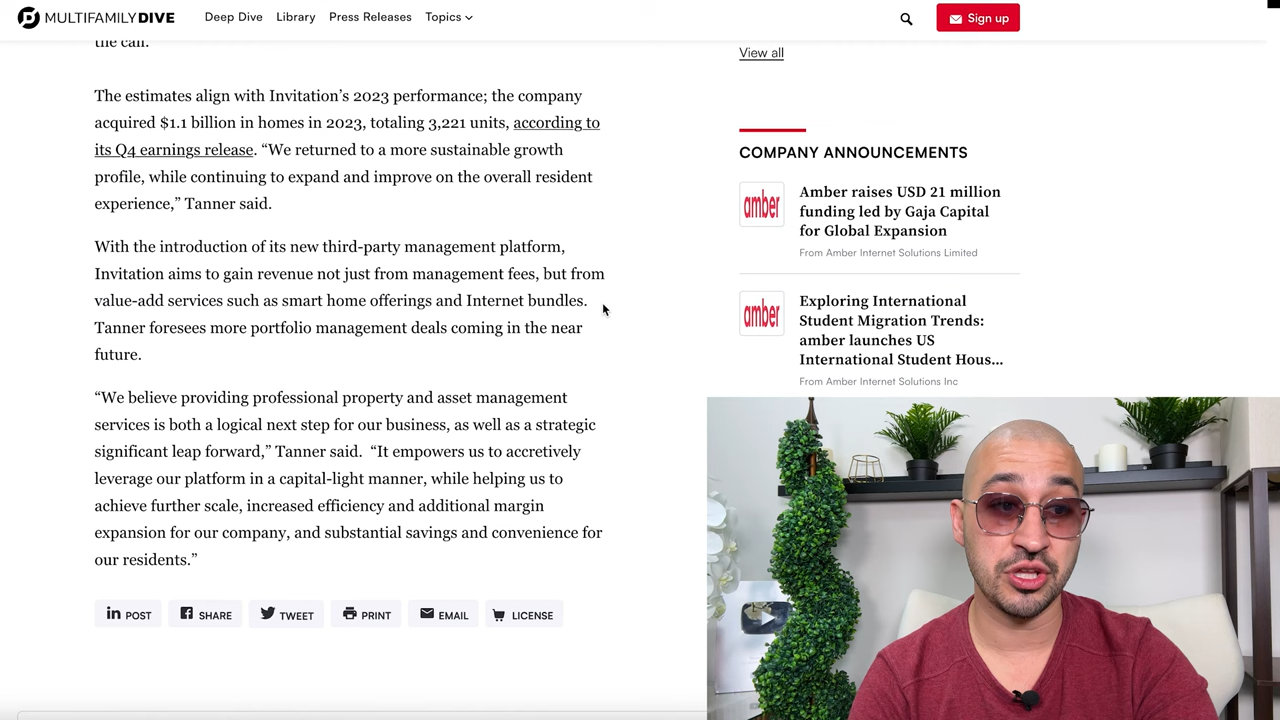 MULTIFAMILYDIVE Deep Dive Library Press Releases Topics Sign up
the call.
The estimates align with Invitation’s 2023 performance; the company
acquired $1.1 billion in homes in 2023, totaling 3,221 units, according to
its Q4 earnings release. “We returned to a more sustainable growth
profile, while continuing to expand and improve on the overall resident
experience,” Tanner said.
With the introduction of its new third-party management platform,
Invitation aims to gain revenue not just from management fees, but from
value-add services such as smart home offerings and Internet bundles.
Tanner foresees more portfolio management deals coming in the near
future.
“We believe providing professional property and asset management
services is both a logical next step for our business, as well as a strategic
significant leap forward,” Tanner said. “It empowers us to accretively
leverage our platform in a capital-light manner, while helping us to
achieve further scale, increased efficiency and additional margin
expansion for our company, and substantial savings and convenience for
our residents.”
POST SHARE TWEET PRINT EMAIL LICENSE
View all
COMPANY ANNOUNCEMENTS
amber
Amber raises USD 21 million
funding led by Gaja Capital
for Global Expansion
From Amber Internet Solutions Limited
amber
Exploring International
Student Migration Trends:
amber launches US
International Student Hous...
From Amber Internet Solutions Inc